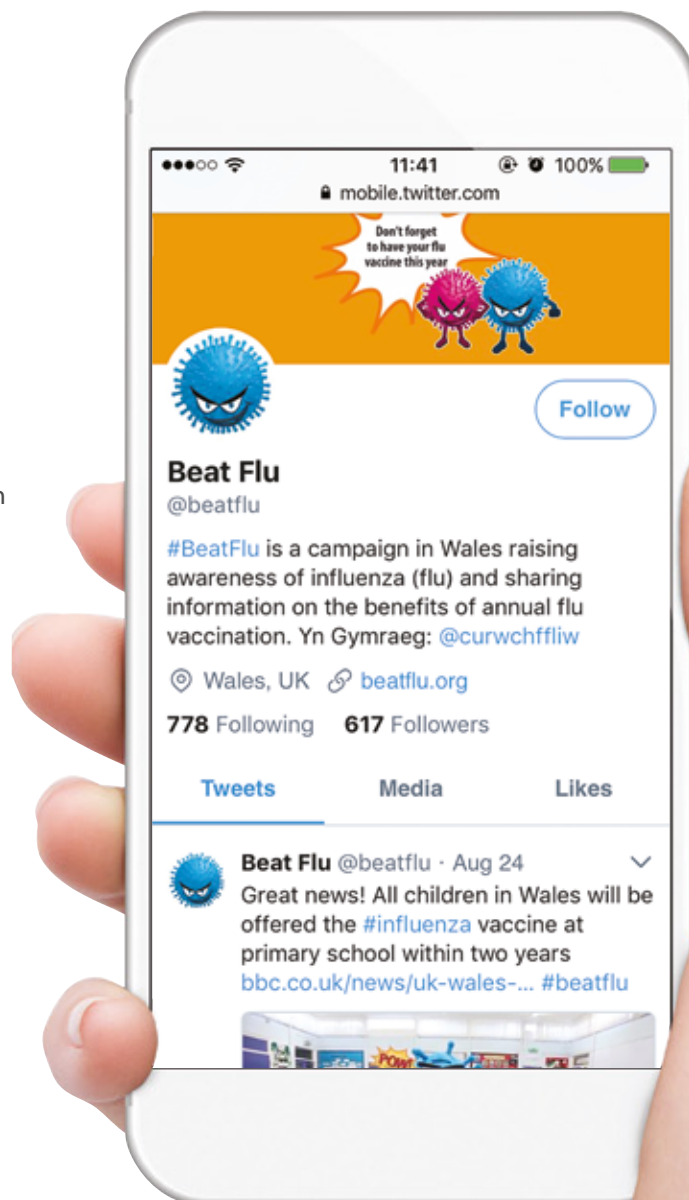 11:41
100%
mobile.twitter.com
Don't forget
to have your flu
vaccine this year
Follow
Beat Flu
@beatflu
n
#BeatFlu is a campaign in Wales raising
awareness of influenza (flu) and sharing
information on the benefits of annual flu
vaccination. Yn Gymraeg: @curwchffliw
Wales, UK beatflu.org
778 Following 617 Followers
Tweets Media Likes
Beat Flu @beatflu · Aug 24
Great news! All children in Wales will be
offered the #influenza vaccine at
primary school within two years
bbc.co.uk/news/uk-wales-... #beatflu
POW!